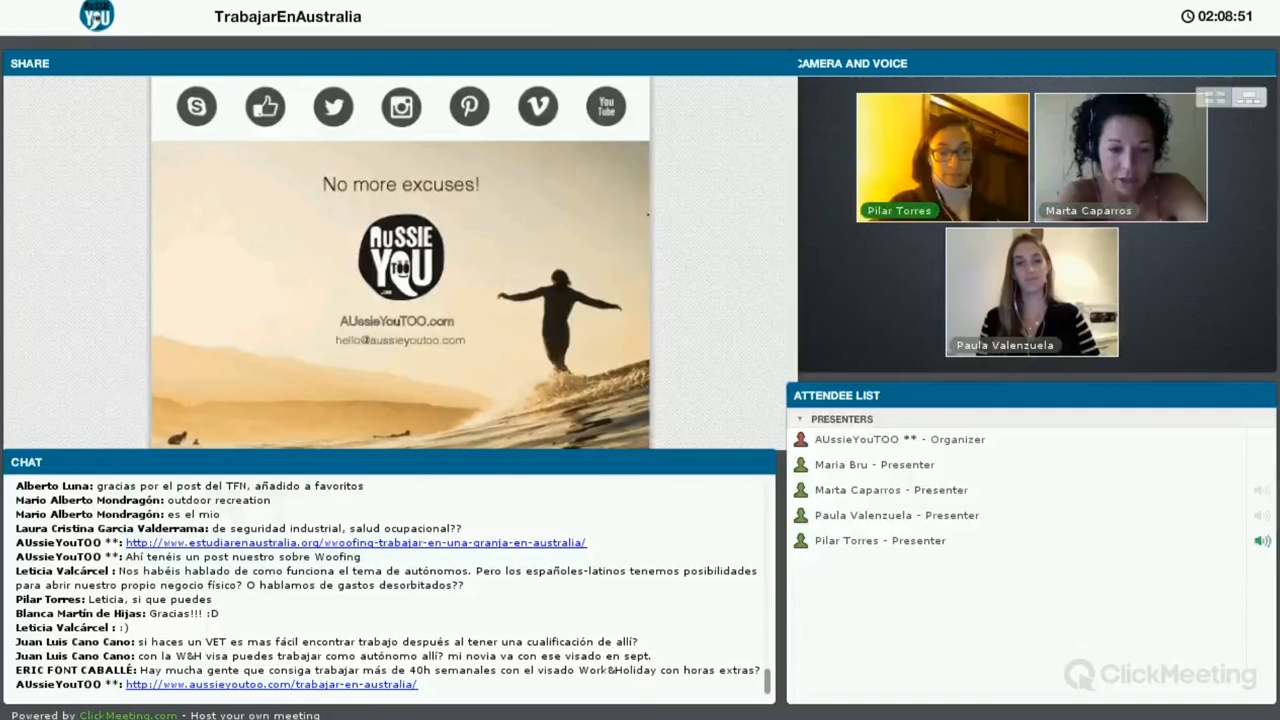 AUSSIE
YOU
TrabajarEnAustralia
02:08:51
SHARE
CAMERA AND VOICE
You
Tube
No more excuses!
AUSSIE
YOU
TOO
.com
AUssieYouTOO.com
hello@aussieyoutoo.com
Pilar Torres
Marta Caparros
Paula Valenzuela
ATTENDEE LIST
PRESENTERS
AUssieYouTOO ** - Organizer
Maria Bru - Presenter
Marta Caparros - Presenter
Paula Valenzuela - Presenter
Pilar Torres - Presenter
CHAT
Alberto Luna: gracias por el post del TFN, añadido a favoritos
Mario Alberto Mondragón: outdoor recreation
Mario Alberto Mondragón: es el mio
Laura Cristina Garcia Valderrama: de seguridad industrial, salud ocupacional??
AUssieYouTOO **: http://www.estudiarenaustralia.org/wwoofing-trabajar-en-una-granja-en-australia/
AUssieYouTOO **: Ahí tenéis un post nuestro sobre Woofing
Leticia Valcárcel : Nos habéis hablado de como funciona el tema de autónomos. Pero los españoles-latinos tenemos posibilidades
para abrir nuestro propio negocio físico? O hablamos de gastos desorbitados??
Pilar Torres: Leticia, si que puedes
Blanca Martín de Hijas: Gracias!!! :D
Leticia Valcárcel : :)
Juan Luis Cano Cano: si haces un VET es mas fácil encontrar trabajo después al tener una cualificación de allí?
Juan Luis Cano Cano: con la W&H visa puedes trabajar como autónomo allí? mi novia va con ese visado en sept.
ERIC FONT CABALLÉ: Hay mucha gente que consiga trabajar más de 40h semanales con el visado Work&Holiday con horas extras?
AUssieYouTOO **: http://www.aussieyoutoo.com/trabajar-en-australia/
ClickMeeting
Powered by ClickMeeting.com - Host your own meeting